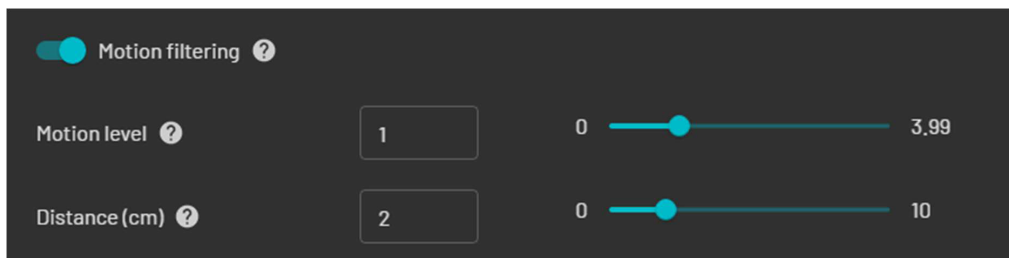 Motion filtering ?
Motion level ? 1 0 3.99
Distance (cm) ? 2 0 10